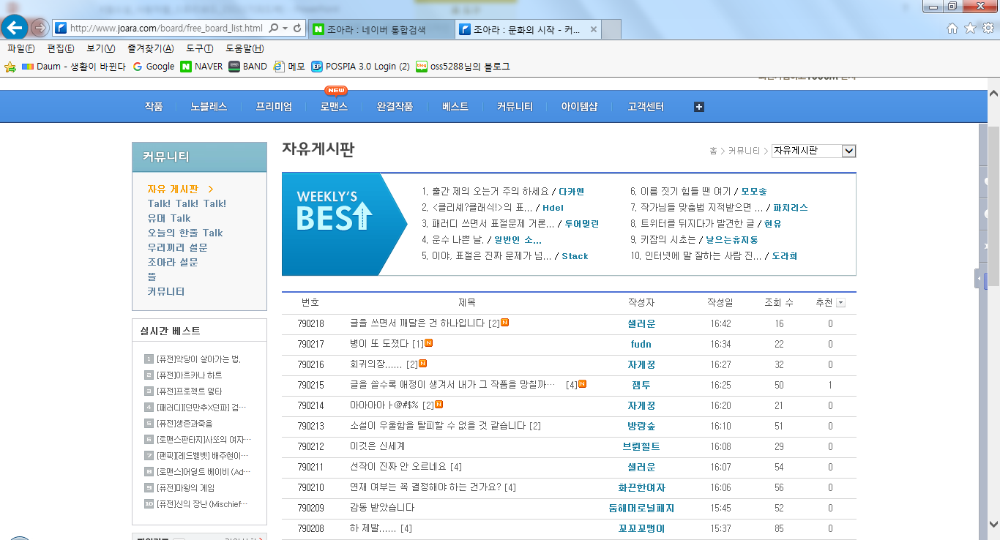 http://www.joara.com/board/free_board_list.html
조아라 : 네이버 통합검색
조아라 : 문화의 시작 - 커...
파일(F) 편집(E) 보기(V) 즐겨찾기(A) 도구(T) 도움말(H)
Daum - 생활이 바뀐다 Google NAVER BAND 메모 POSPIA 3.0 Login (2) oss5288님의 블로그
NEW
작품 노블레스 프리미엄 로맨스 완결작품 베스트 커뮤니티 아이템샵 고객센터
커뮤니티
자유 게시판 >
Talk! Talk! Talk!
유머 Talk
오늘의 한줄 Talk
우리끼리 설문
조아라 설문
뜰
커뮤니티
실시간 베스트
1 [퓨전]악당이 살아가는 법.
2 [퓨전]아르카나 하트
3 [퓨전]프로젝트 델타
4 [패러디][던만추X던파] 검…
5 [퓨전]생존과죽음
6 [로맨스판타지]사또의 여자…
7 [팬픽][레드벨벳] 배주현이…
8 [로맨스]어덜트 베이비 (Ad…
9 [퓨전]마왕의 게임
10 [퓨전]신의 장난 (Mischief…
자유게시판
홈 > 커뮤니티 > 자유게시판
WEEKLY'S
BEST
1. 출간 제의 오는거 주의 하세요 / 다카엔
2. <클리셰?클래식!>의 표... / Hdel
3. 패러디 쓰면서 표절문제 거론... / 투머멀린
4. 운수 나쁜 날. / 일반인 소...
5. 이야, 표절은 진짜 문제가 넘... / Stack
6. 이름 짓기 힘들 땐 여기 / 모모솔
7. 작가님들 맞춤법 지적받으면 ... / 파치리스
8. 트위터를 뒤지다가 발견한 글 / 현유
9. 키잡의 시초는 / 날으는휴지통
10. 인터넷에 말 잘하는 사람 진... / 도라희
번호 제목 작성자 작성일 조회 수 추천
790218 글을 쓰면서 깨달은 건 하나입니다 [2] N 셀러운 16:42 16 0
790217 병이 또 도졌다 [1] N fudn 16:34 22 0
790216 회귀의장...... [2] N 자게꿍 16:27 32 0
790215 글을 쓸수록 애정이 생겨서 내가 그 작품을 망칠까… [4] N 잼투 16:25 50 1
790214 아아아아ㅏ@#$% [2] N 자게꿍 16:20 21 0
790213 소설이 우울함을 탈피할 수 없을 것 같습니다 [2] 방랑숲 16:10 51 0
790212 이것은 신세계 브륀힐트 16:08 29 0
790211 선작이 진짜 안 오르네요 [4] 셀러운 16:07 54 0
790210 연재 여부는 꼭 결정해야 하는 건가요? [4] 화끈한여자 16:06 56 0
790209 감동 받았습니다 둠해머로널패지 15:45 52 0
790208 하 제발...... [4] 꼬꼬꼬맹이 15:37 85 0